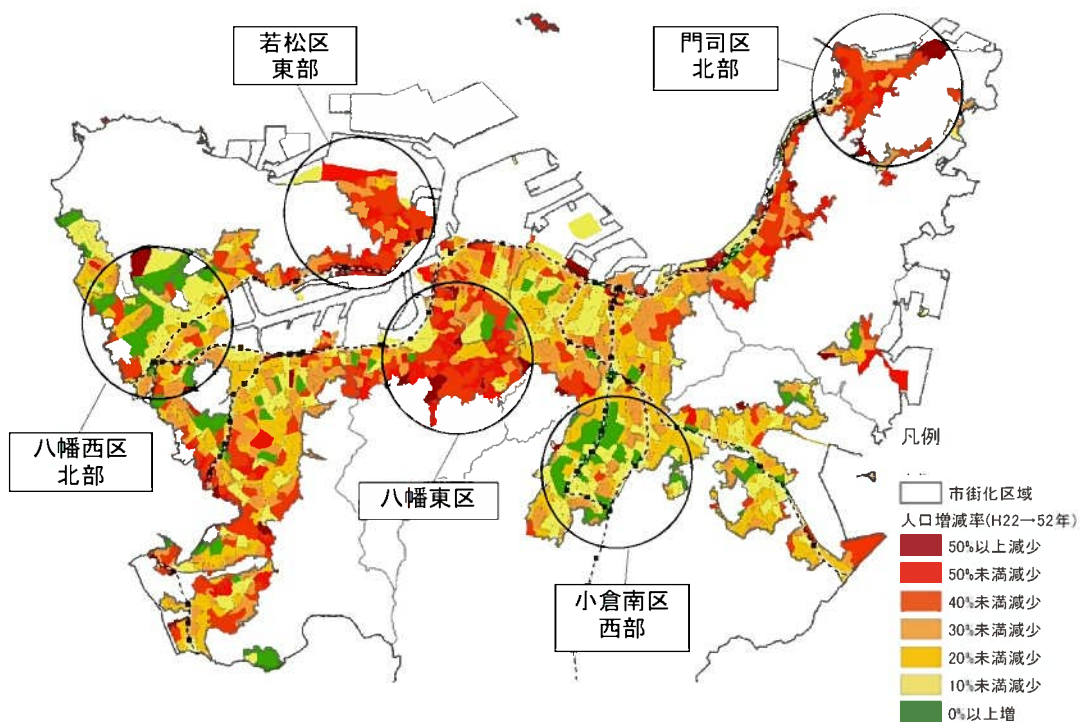 若松区
東部
門司区
北部
八幡西区
北部
八幡東区
小倉南区
西部
凡例
市街化区域
人口増減率(H22→52年)
50%以上減少
50%未満減少
40%未満減少
30%未満減少
20%未満減少
10%未満減少
0%以上増